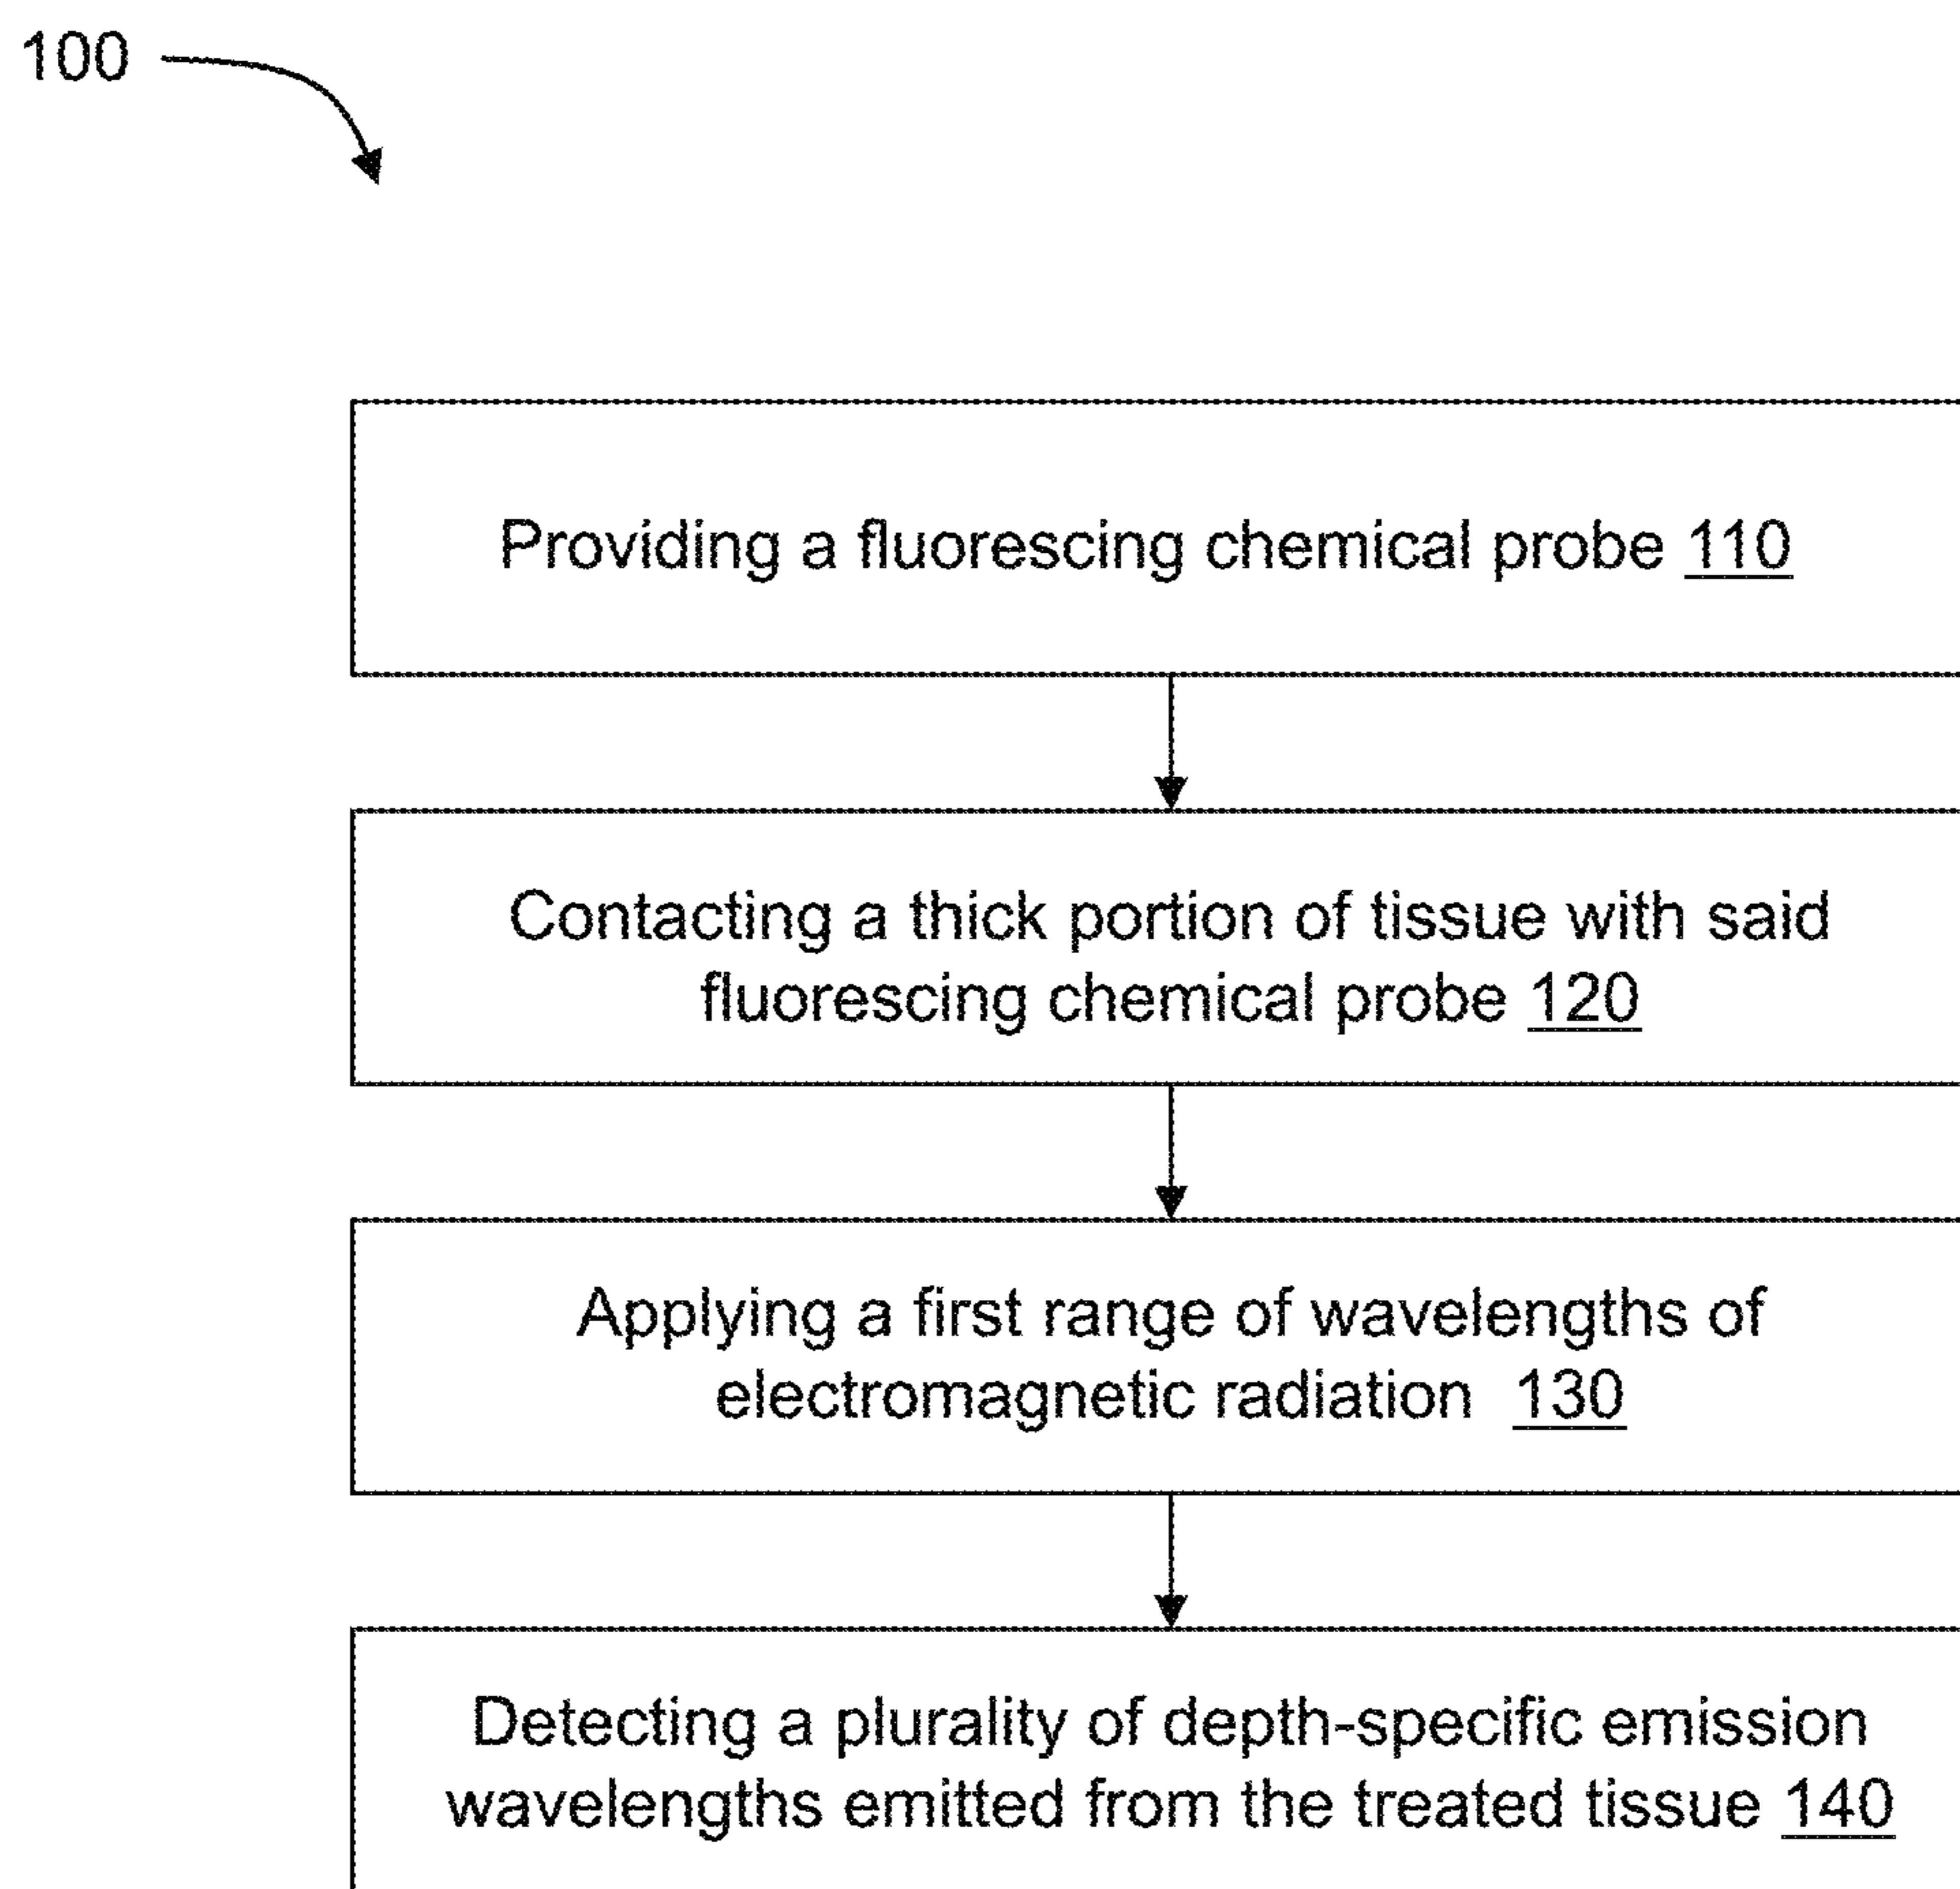 100
Providing a fluorescing chemical probe 110
Contacting a thick portion of tissue with said
fluorescing chemical probe 120
Applying a first range of wavelengths of
electromagnetic radiation 130
Detecting a plurality of depth-specific emission
wavelengths emitted from the treated tissue 140